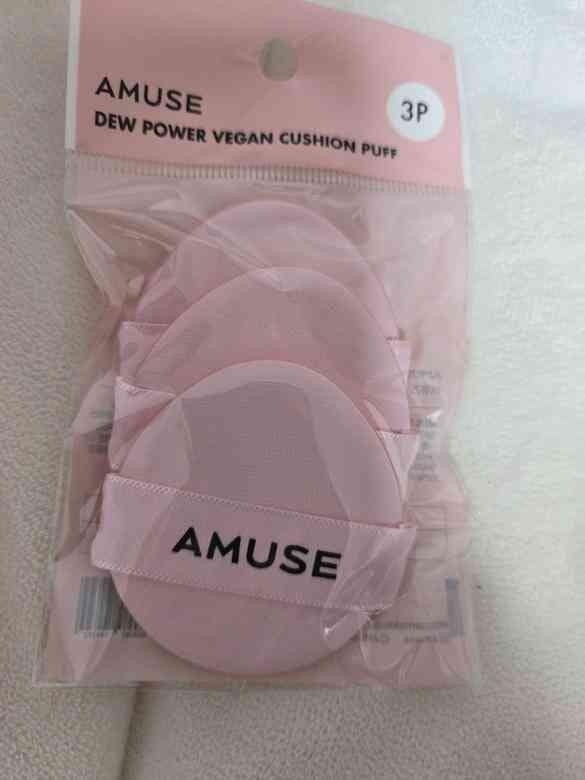 AMUSE
3P
DEW POWER VEGAN CUSHION PUFF
AMUSE